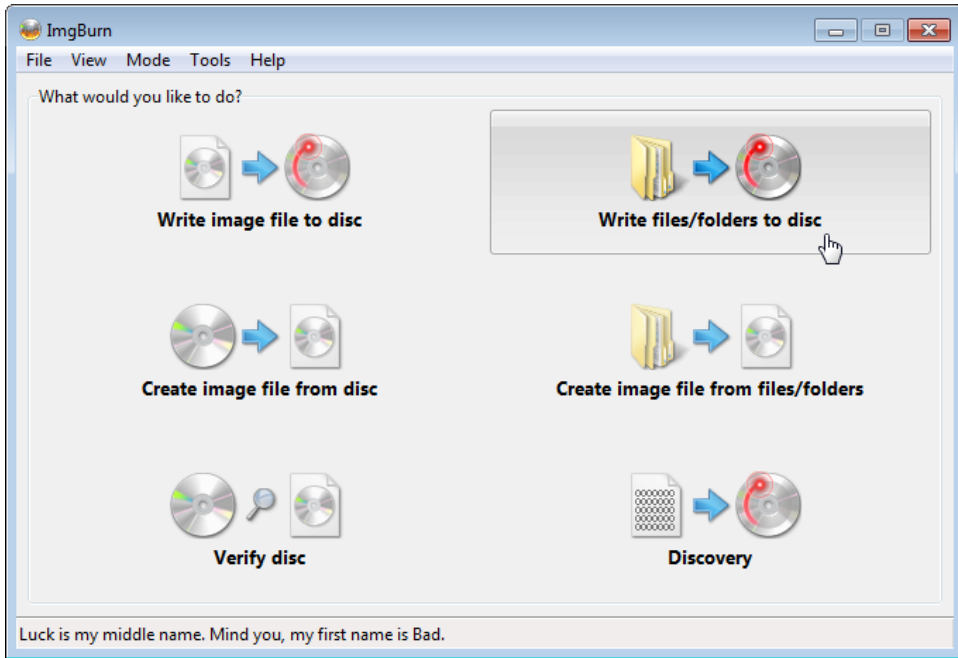 ImgBurn
File View Mode Tools Help
What would you like to do?
Write image file to disc
Write files/folders to disc
Create image file from disc
Create image file from files/folders
Verify disc
Discovery
Luck is my middle name. Mind you, my first name is Bad.